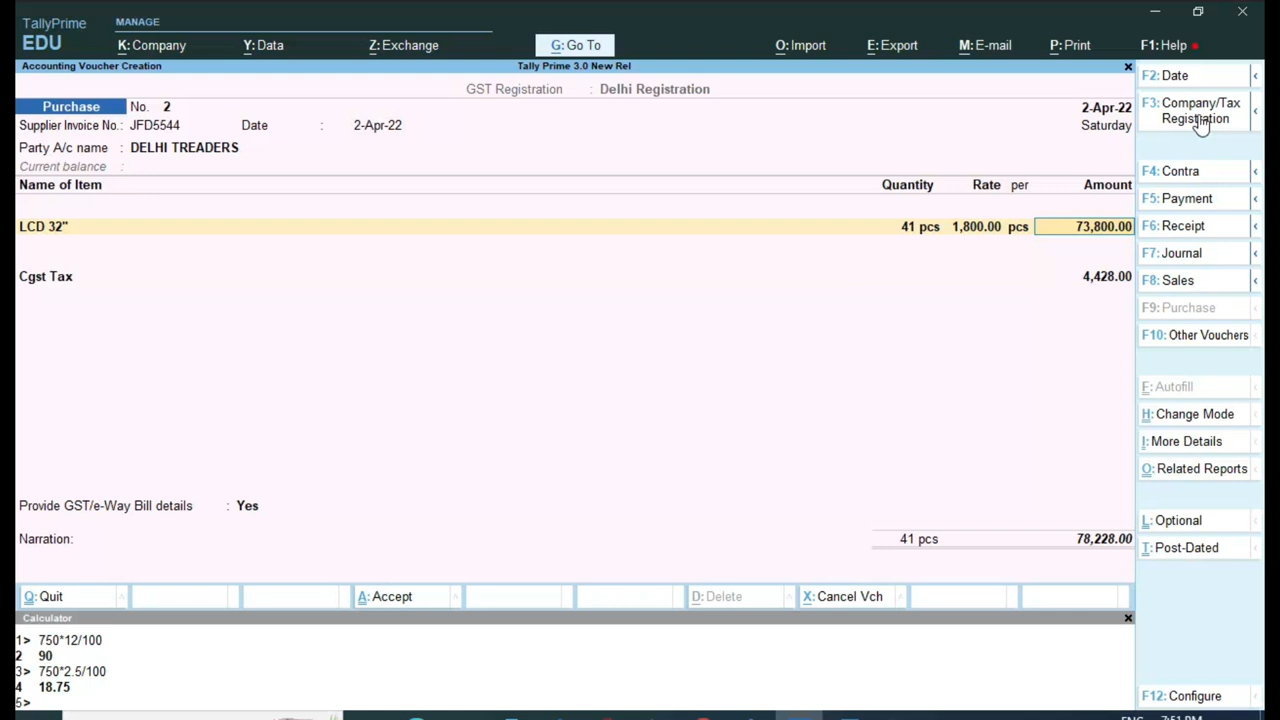 TallyPrime
EDU
MANAGE
K: Company
Y: Data
Z: Exchange
G: Go To
O: Import
E: Export
M: E-mail
P: Print
F1: Help
Accounting Voucher Creation
Tally Prime 3.0 New Rel
GST Registration : Delhi Registration
Purchase No. 2
2-Apr-22
Supplier Invoice No.: JFD5544 Date : 2-Apr-22
Saturday
Party A/c name : DELHI TREADERS
Current balance :
Name of Item Quantity Rate per Amount
LCD 32" 41 pcs 1,800.00 pcs 73,800.00
Cgst Tax 4,428.00
Provide GST/e-Way Bill details : Yes
Narration: 41 pcs 78,228.00
Q: Quit
A: Accept
D: Delete
X: Cancel Vch
Calculator
1> 750*12/100
2 90
3> 750*2.5/100
4 18.75
5>
F2: Date
F3: Company/Tax
Registration
F4: Contra
F5: Payment
F6: Receipt
F7: Journal
F8: Sales
F9: Purchase
F10: Other Vouchers
F: Autofill
H: Change Mode
I: More Details
O: Related Reports
L: Optional
T: Post-Dated
F12: Configure
ENG 7:51 PM